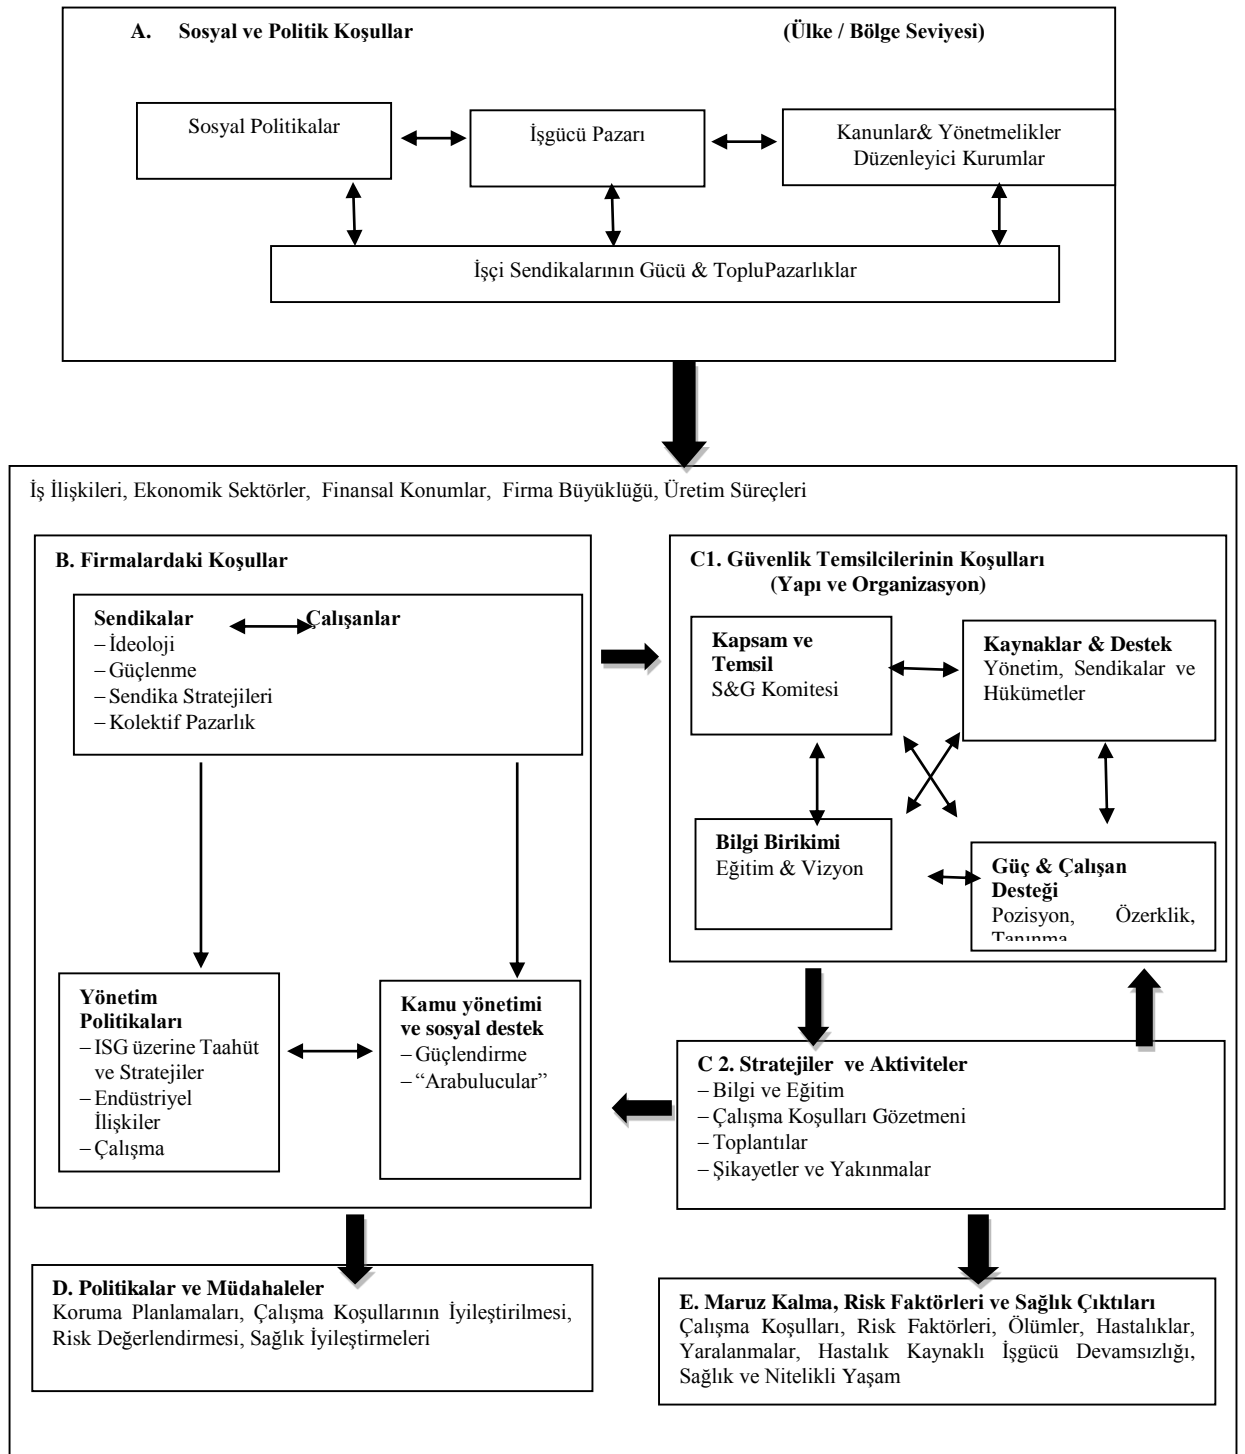 A. Sosyal ve Politik Koşullar (Ülke / Bölge Seviyesi)
Sosyal Politikalar
İşgücü Pazarı
Kanunlar& Yönetmelikler
Düzenleyici Kurumlar
İşçi Sendikalarının Gücü & TopluPazarlıklar
İş İlişkileri, Ekonomik Sektörler, Finansal Konumlar, Firma Büyüklüğü, Üretim Süreçleri
B. Firmalardaki Koşullar
Sendikalar Çalışanlar
– İdeoloji
– Güçlenme
– Sendika Stratejileri
– Kolektif Pazarlık
Yönetim
Politikaları
– ISG üzerine Taahüt
ve Stratejiler
– Endüstriyel
İlişkiler
– Çalışma
Kamu yönetimi
ve sosyal destek
– Güçlendirme
– “Arabulucular”
C1. Güvenlik Temsilcilerinin Koşulları
(Yapı ve Organizasyon)
Kapsam ve
Temsil
S&G Komitesi
Kaynaklar & Destek
Yönetim, Sendikalar ve
Hükümetler
Bilgi Birikimi
Eğitim & Vizyon
Güç & Çalışan
Desteği
Pozisyon, Özerklik,
Tanınma
C 2. Stratejiler ve Aktiviteler
– Bilgi ve Eğitim
– Çalışma Koşulları Gözetmeni
– Toplantılar
– Şikayetler ve Yakınmalar
D. Politikalar ve Müdahaleler
Koruma Planlamaları, Çalışma Koşullarının İyileştirilmesi,
Risk Değerlendirmesi, Sağlık İyileştirmeleri
E. Maruz Kalma, Risk Faktörleri ve Sağlık Çıktıları
Çalışma Koşulları, Risk Faktörleri, Ölümler, Hastalıklar,
Yaralanmalar, Hastalık Kaynaklı İşgücü Devamsızlığı,
Sağlık ve Nitelikli Yaşam